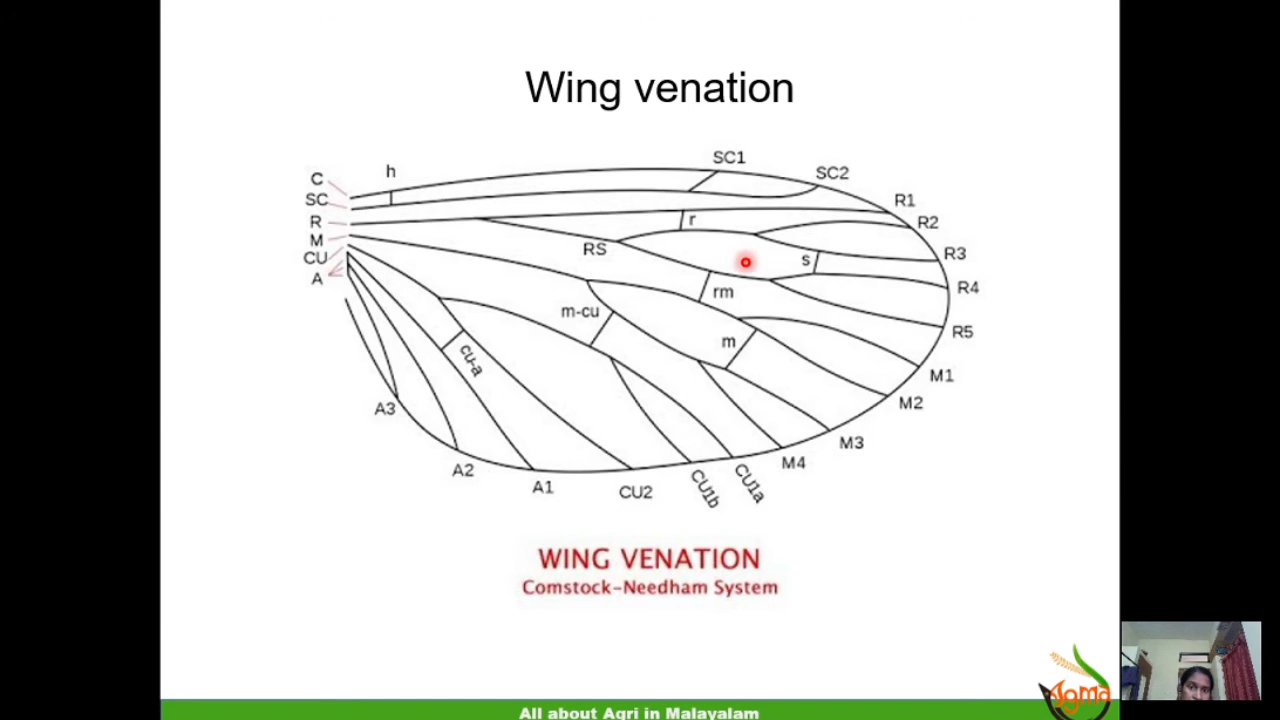 Wing venation
SC1
h
SC2
C
SC
R1
R
r
R2
M
RS
R3
CU
s
A
R4
rm
m-cu
R5
m
cu-a
M1
M2
A3
M3
M4
A2
CU1a
A1
CU2
CU1b
WING VENATION
Comstock-Needham System
Agma
All about Agri in Malayalam